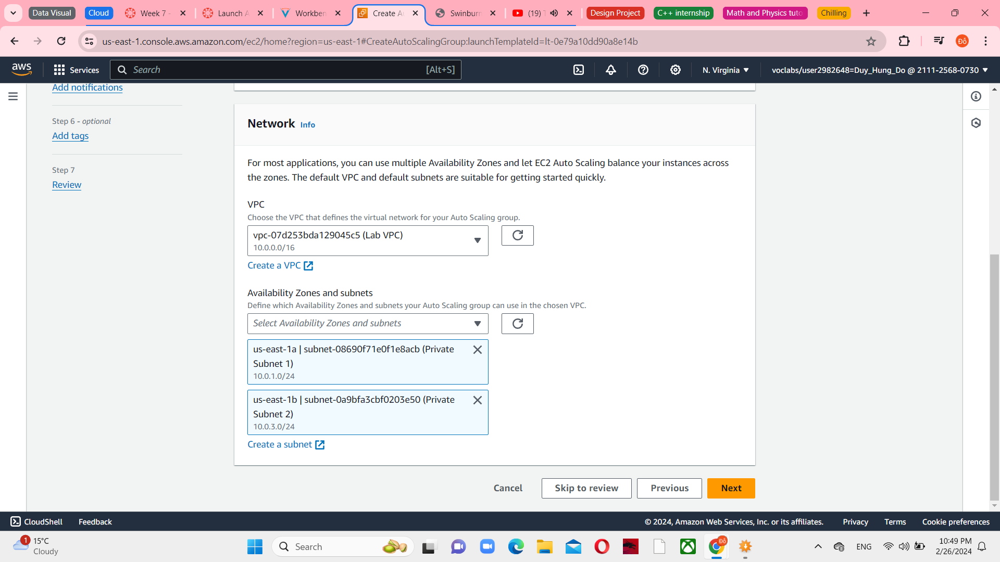 Data Visual
Cloud
Week 7 -
Launch A
Workben
Create Au
Swinburn
(19) T
Design Project
C++ internship
Math and Physics tuto
Chilling
us-east-1.console.aws.amazon.com/ec2/home?region=us-east-1#CreateAutoScalingGroup:launchTemplateId=lt-0e79a10dd90a8e14b
Đỗ
aws
Services
Search
[Alt+S]
N. Virginia
voclabs/user2982648=Duy_Hung_Do @ 2111-2568-0730
Add notifications
Step 6 - optional
Add tags
Step 7
Review
Network Info
For most applications, you can use multiple Availability Zones and let EC2 Auto Scaling balance your instances across
the zones. The default VPC and default subnets are suitable for getting started quickly.
VPC
Choose the VPC that defines the virtual network for your Auto Scaling group.
vpc-07d253bda129045c5 (Lab VPC)
10.0.0.0/16
Create a VPC
Availability Zones and subnets
Define which Availability Zones and subnets your Auto Scaling group can use in the chosen VPC.
Select Availability Zones and subnets
us-east-1a | subnet-08690f71e0f1e8acb (Private
Subnet 1)
10.0.1.0/24
us-east-1b | subnet-0a9bfa3cbf0203e50 (Private
Subnet 2)
10.0.3.0/24
Create a subnet
Cancel
Skip to review
Previous
Next
CloudShell
Feedback
© 2024, Amazon Web Services, Inc. or its affiliates.
Privacy
Terms
Cookie preferences
1
15°C
Cloudy
Search
Đỗ
ENG
10:49 PM
2/26/2024